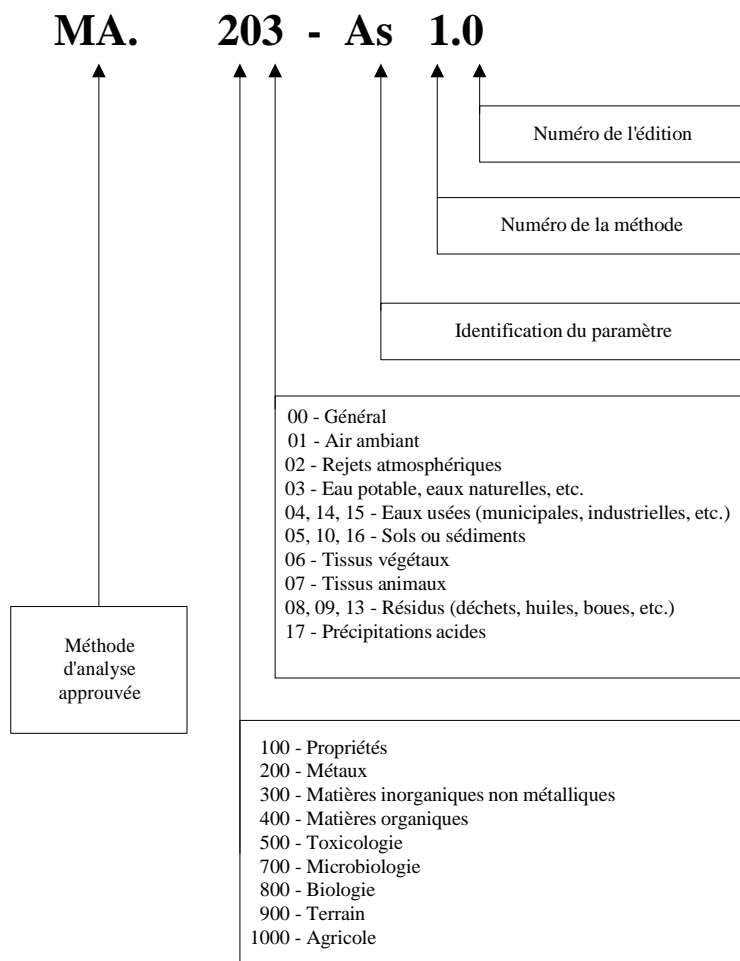 MA. 203 - As 1.0
Numéro de l'édition
Numéro de la méthode
Identification du paramètre
00 - Général
01 - Air ambiant
02 - Rejets atmosphériques
03 - Eau potable, eaux naturelles, etc.
04, 14, 15 - Eaux usées (municipales, industrielles, etc.)
05, 10, 16 - Sols ou sédiments
06 - Tissus végétaux
07 - Tissus animaux
08, 09, 13 - Résidus (déchets, huiles, boues, etc.)
17 - Précipitations acides
Méthode
d'analyse
approuvée
100 - Propriétés
200 - Métaux
300 - Matières inorganiques non métalliques
400 - Matières organiques
500 - Toxicologie
700 - Microbiologie
800 - Biologie
900 - Terrain
1000 - Agricole